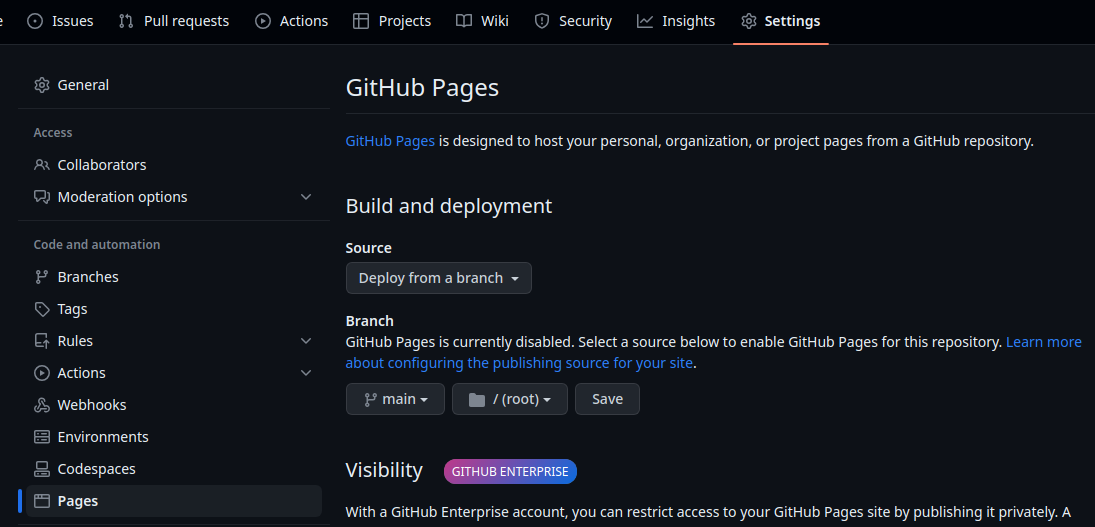 Issues Pull requests Actions Projects Wiki Security Insights Settings
General
Access
Collaborators
Moderation options
Code and automation
Branches
Tags
Rules
Actions
Webhooks
Environments
Codespaces
Pages
GitHub Pages
GitHub Pages is designed to host your personal, organization, or project pages from a GitHub repository.
Build and deployment
Source
Deploy from a branch
Branch
GitHub Pages is currently disabled. Select a source below to enable GitHub Pages for this repository. Learn more
about configuring the publishing source for your site.
main / (root) Save
Visibility GITHUB ENTERPRISE
With a GitHub Enterprise account, you can restrict access to your GitHub Pages site by publishing it privately. A